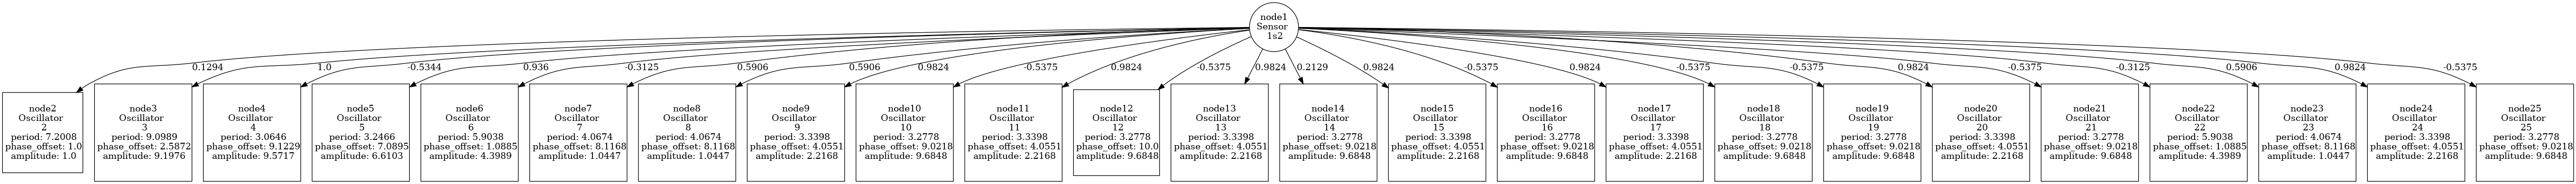 node1
Sensor
1s2
0.1294
1.0
-0.5344
0.936
-0.3125
0.5906
0.5906
0.9824
-0.5375
0.9824
-0.5375
0.9824
0.2129
0.9824
-0.5375
0.9824
-0.5375
-0.5375
0.9824
-0.5375
-0.3125
0.5906
0.9824
-0.5375
node2
Oscillator
2
period: 7.2008
phase_offset: 1.0
amplitude: 1.0
node3
Oscillator
3
period: 9.0989
phase_offset: 2.5872
amplitude: 9.1976
node4
Oscillator
4
period: 3.0646
phase_offset: 9.1229
amplitude: 9.5717
node5
Oscillator
5
period: 3.2466
phase_offset: 7.0895
amplitude: 6.6103
node6
Oscillator
6
period: 5.9038
phase_offset: 1.0885
amplitude: 4.3989
node7
Oscillator
7
period: 4.0674
phase_offset: 8.1168
amplitude: 1.0447
node8
Oscillator
8
period: 4.0674
phase_offset: 8.1168
amplitude: 1.0447
node9
Oscillator
9
period: 3.3398
phase_offset: 4.0551
amplitude: 2.2168
node10
Oscillator
10
period: 3.2778
phase_offset: 9.0218
amplitude: 9.6848
node11
Oscillator
11
period: 3.3398
phase_offset: 4.0551
amplitude: 2.2168
node12
Oscillator
12
period: 3.2778
phase_offset: 10.0
amplitude: 9.6848
node13
Oscillator
13
period: 3.3398
phase_offset: 4.0551
amplitude: 2.2168
node14
Oscillator
14
period: 3.2778
phase_offset: 9.0218
amplitude: 9.6848
node15
Oscillator
15
period: 3.3398
phase_offset: 4.0551
amplitude: 2.2168
node16
Oscillator
16
period: 3.2778
phase_offset: 9.0218
amplitude: 9.6848
node17
Oscillator
17
period: 3.3398
phase_offset: 4.0551
amplitude: 2.2168
node18
Oscillator
18
period: 3.2778
phase_offset: 9.0218
amplitude: 9.6848
node19
Oscillator
19
period: 3.2778
phase_offset: 9.0218
amplitude: 9.6848
node20
Oscillator
20
period: 3.3398
phase_offset: 4.0551
amplitude: 2.2168
node21
Oscillator
21
period: 3.2778
phase_offset: 9.0218
amplitude: 9.6848
node22
Oscillator
22
period: 5.9038
phase_offset: 1.0885
amplitude: 4.3989
node23
Oscillator
23
period: 4.0674
phase_offset: 8.1168
amplitude: 1.0447
node24
Oscillator
24
period: 3.3398
phase_offset: 4.0551
amplitude: 2.2168
node25
Oscillator
25
period: 3.2778
phase_offset: 9.0218
amplitude: 9.6848